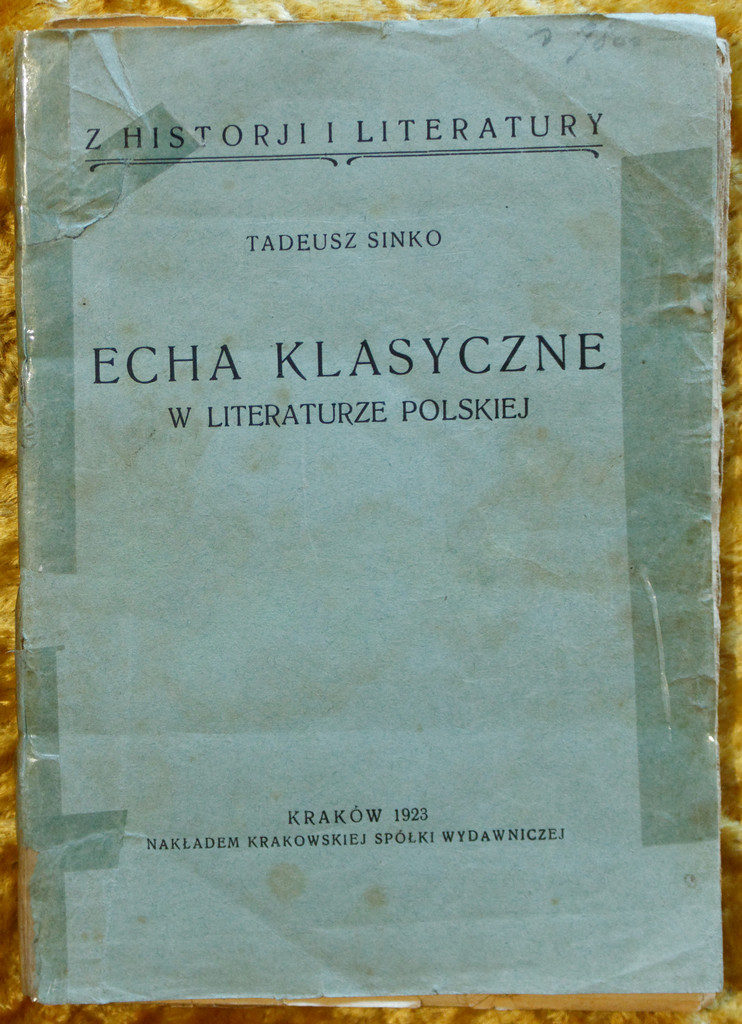 Z HISTORJI I LITERATURY
TADEUSZ SINKO
ECHA KLASYCZNE
W LITERATURZE POLSKIEJ
KRAKÓW 1923
NAKŁADEM KRAKOWSKIEJ SPÓŁKI WYDAWNICZEJ